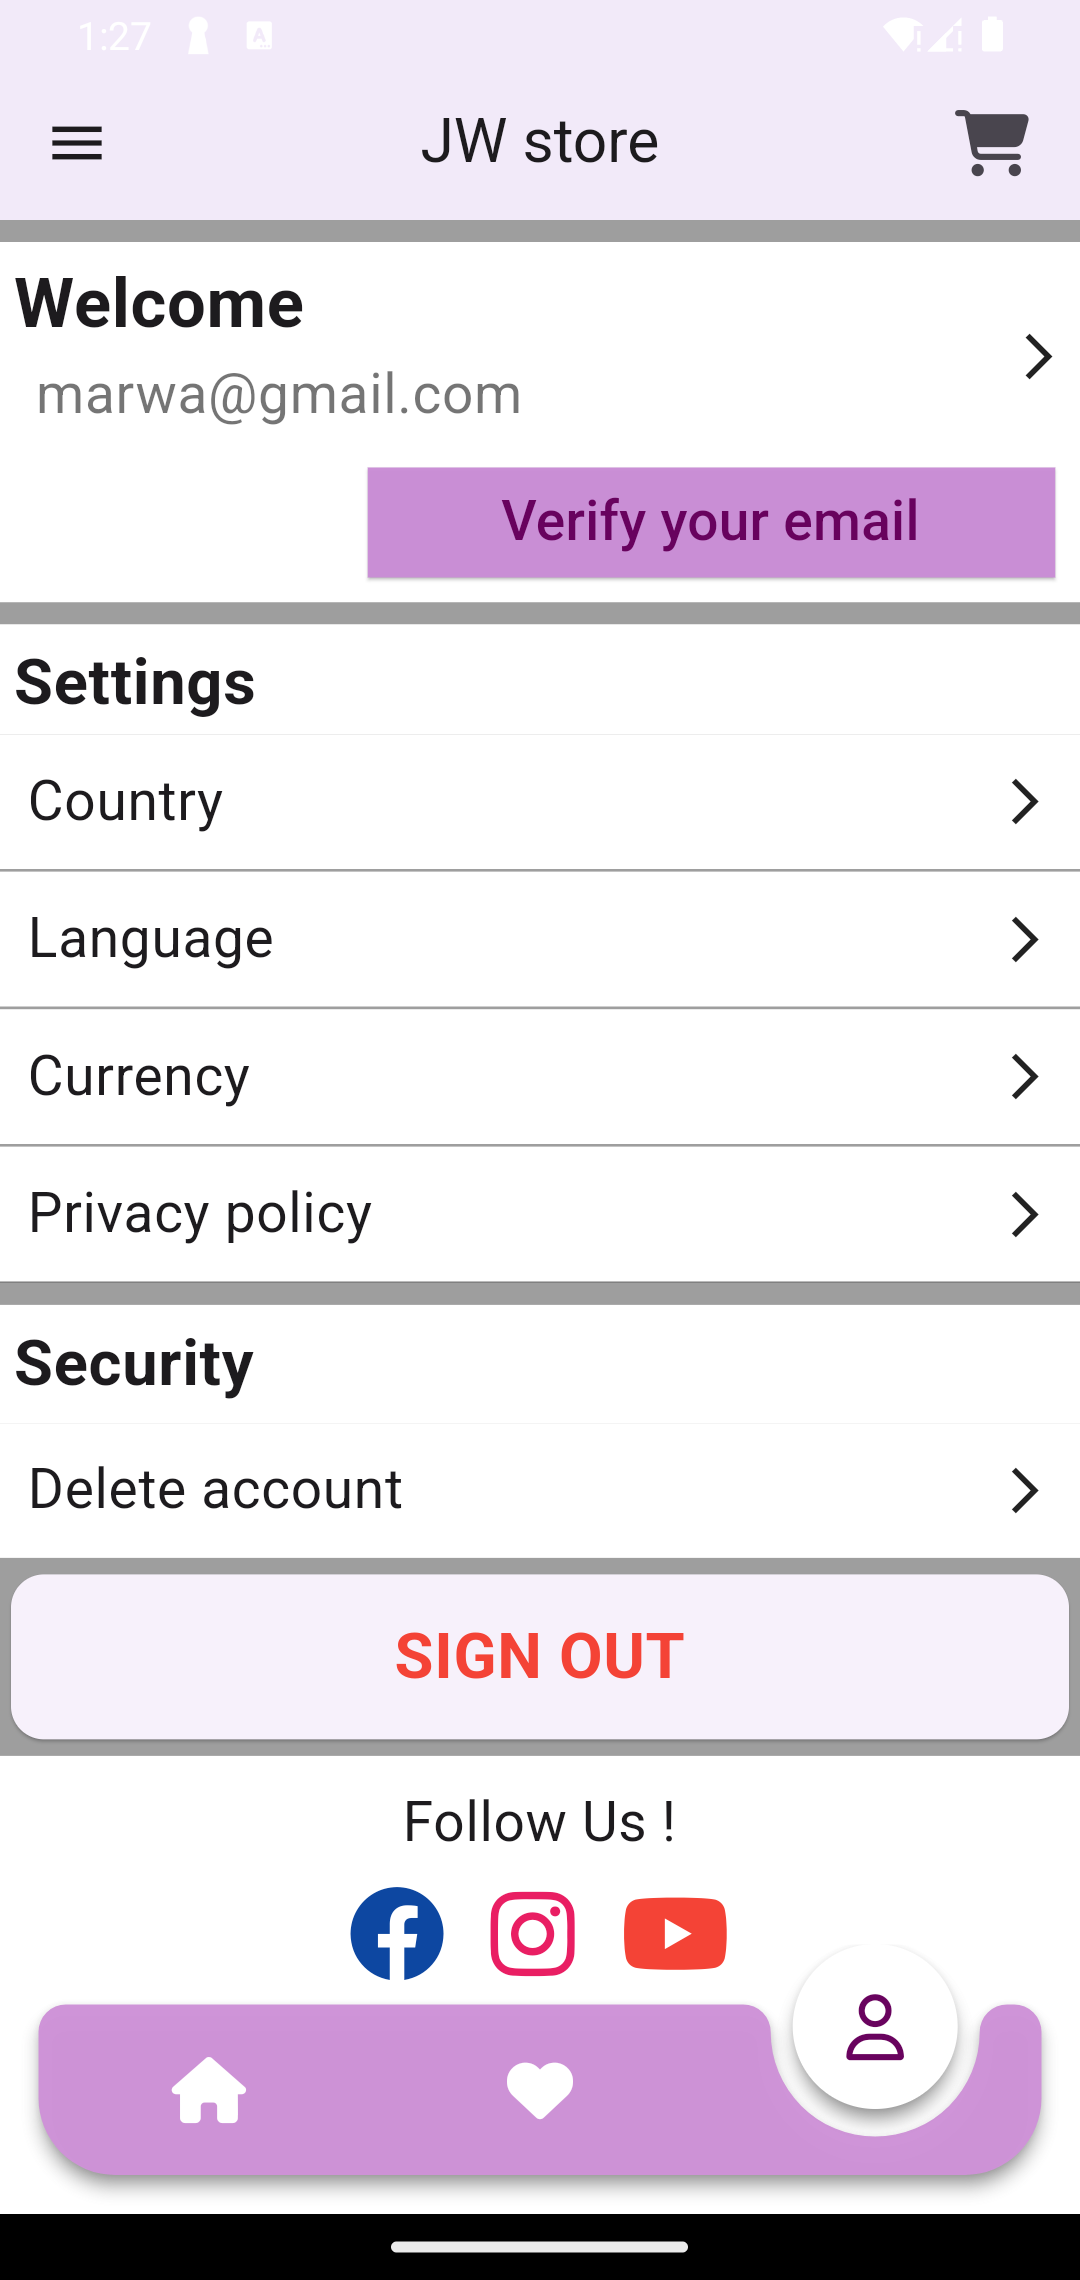 1:27
JW store
Welcome
marwa@gmail.com
Verify your email
Settings
Country
Language
Currency
Privacy policy
Security
Delete account
SIGN OUT
Follow Us !